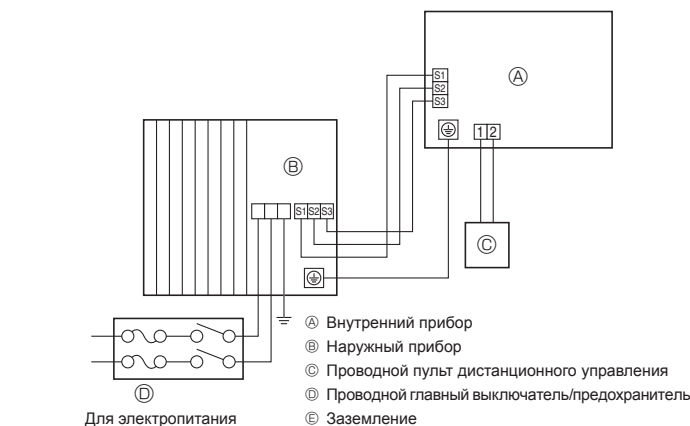 S1
Ⓐ
S2
S3
1 2
Ⓑ
S1 S2 S3
Ⓒ
Ⓓ
Для электропитания
Ⓐ Внутренний прибор
Ⓑ Наружный прибор
Ⓒ Проводной пульт дистанционного управления
Ⓓ Проводной главный выключатель/предохранитель
Ⓔ Заземление